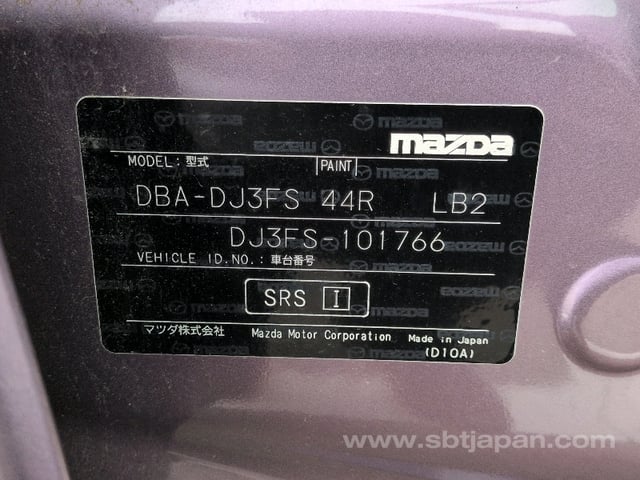 mazda
MODEL: 型式 PAINT
DBA-DJ3FS 44R LB2
DJ3FS-101766
VEHICLE ID.NO.: 車台番号
SRS I
マツダ株式会社 Mazda Motor Corporation Made in Japan
(D10A)
www.sbtjapan.com